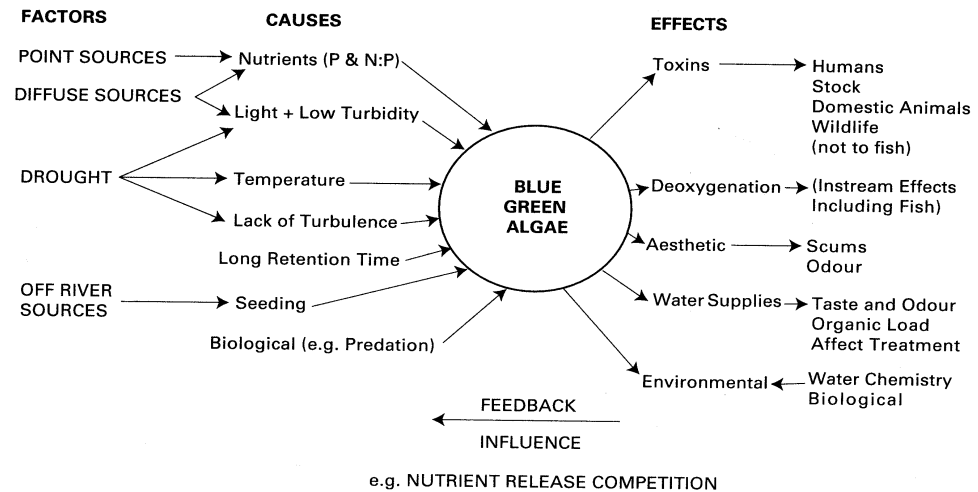 FACTORS
CAUSES
EFFECTS
POINT SOURCES
DIFFUSE SOURCES
DROUGHT
OFF RIVER
SOURCES
Nutrients (P & N:P)
Light + Low Turbidity
Temperature
Lack of Turbulence
Long Retention Time
Seeding
Biological (e.g. Predation)
BLUE
GREEN
ALGAE
Toxins
Humans
Stock
Domestic Animals
Wildlife
(not to fish)
Deoxygenation
(Instream Effects
Including Fish)
Aesthetic
Scums
Odour
Water Supplies
Taste and Odour
Organic Load
Affect Treatment
Environmental
Water Chemistry
Biological
FEEDBACK
INFLUENCE
e.g. NUTRIENT RELEASE COMPETITION